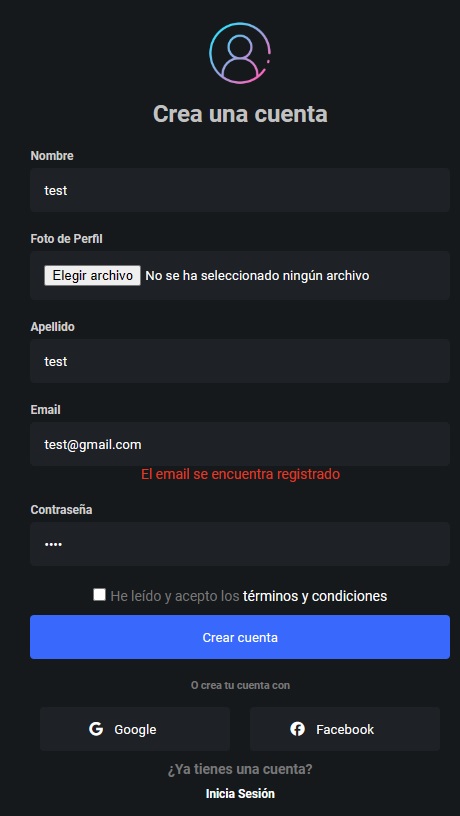 Crea una cuenta
Nombre
test
Foto de Perfil
Elegir archivo No se ha seleccionado ningún archivo
Apellido
test
Email
test@gmail.com
El email se encuentra registrado
Contraseña
••••
He leído y acepto los términos y condiciones
Crear cuenta
O crea tu cuenta con
Google
Facebook
¿Ya tienes una cuenta?
Inicia Sesión